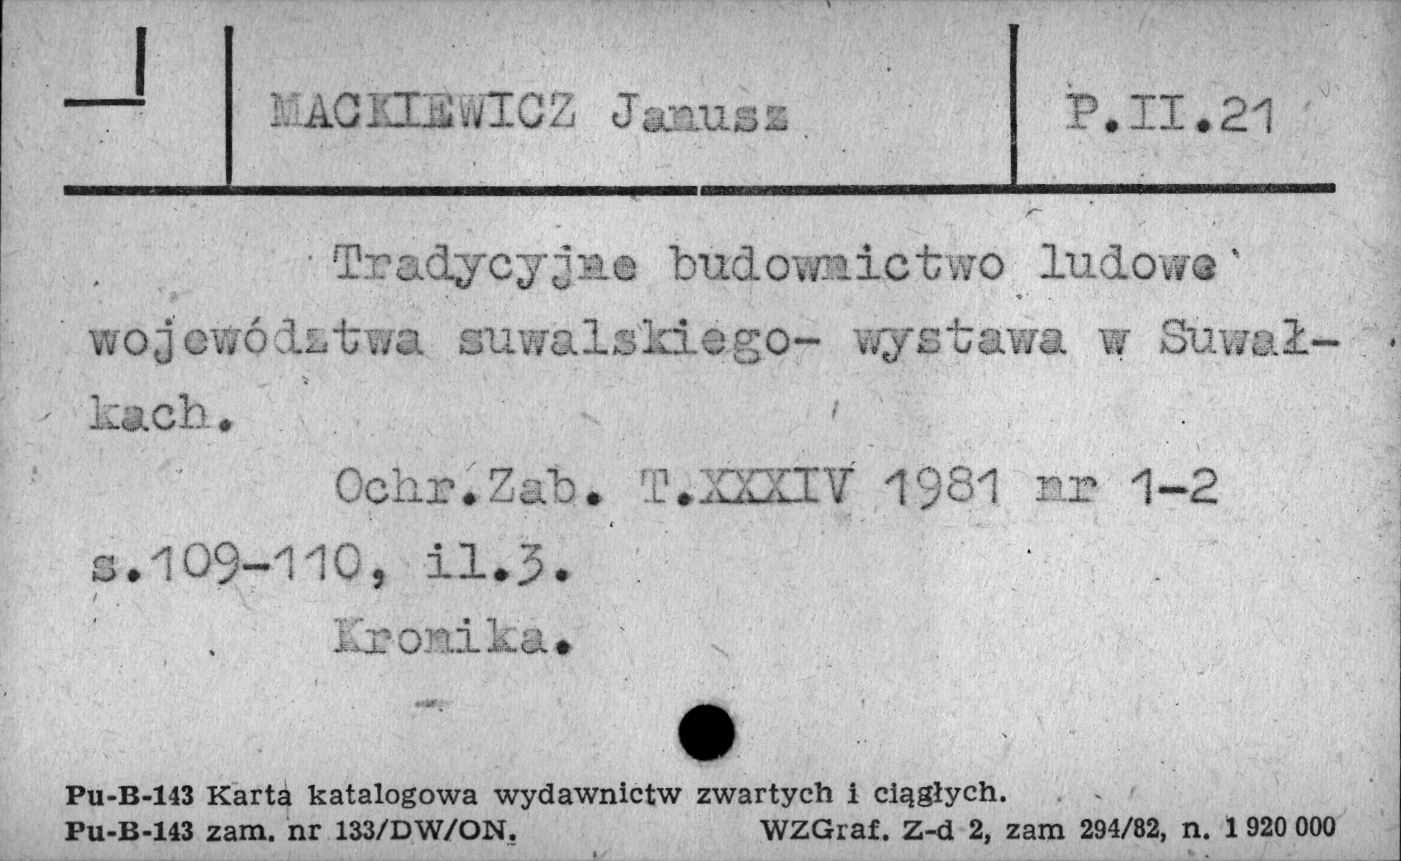 MACKIEWICZ Janusz P.II.21
Tradycyjne budownictwo ludowe
województwa suwalskiego- wystawa w Suwał-
kach.
Ochr.Zab. T.XXXIV 1981 nr 1-2
s.109-110, il.3.
Kronika.
Pu-B-143 Karta katalogowa wydawnictw zwartych i ciągłych.
Pu-B-143 zam. nr 133/DW/ON. WZGraf. Z-d 2, zam 294/82, n. 1 920 000